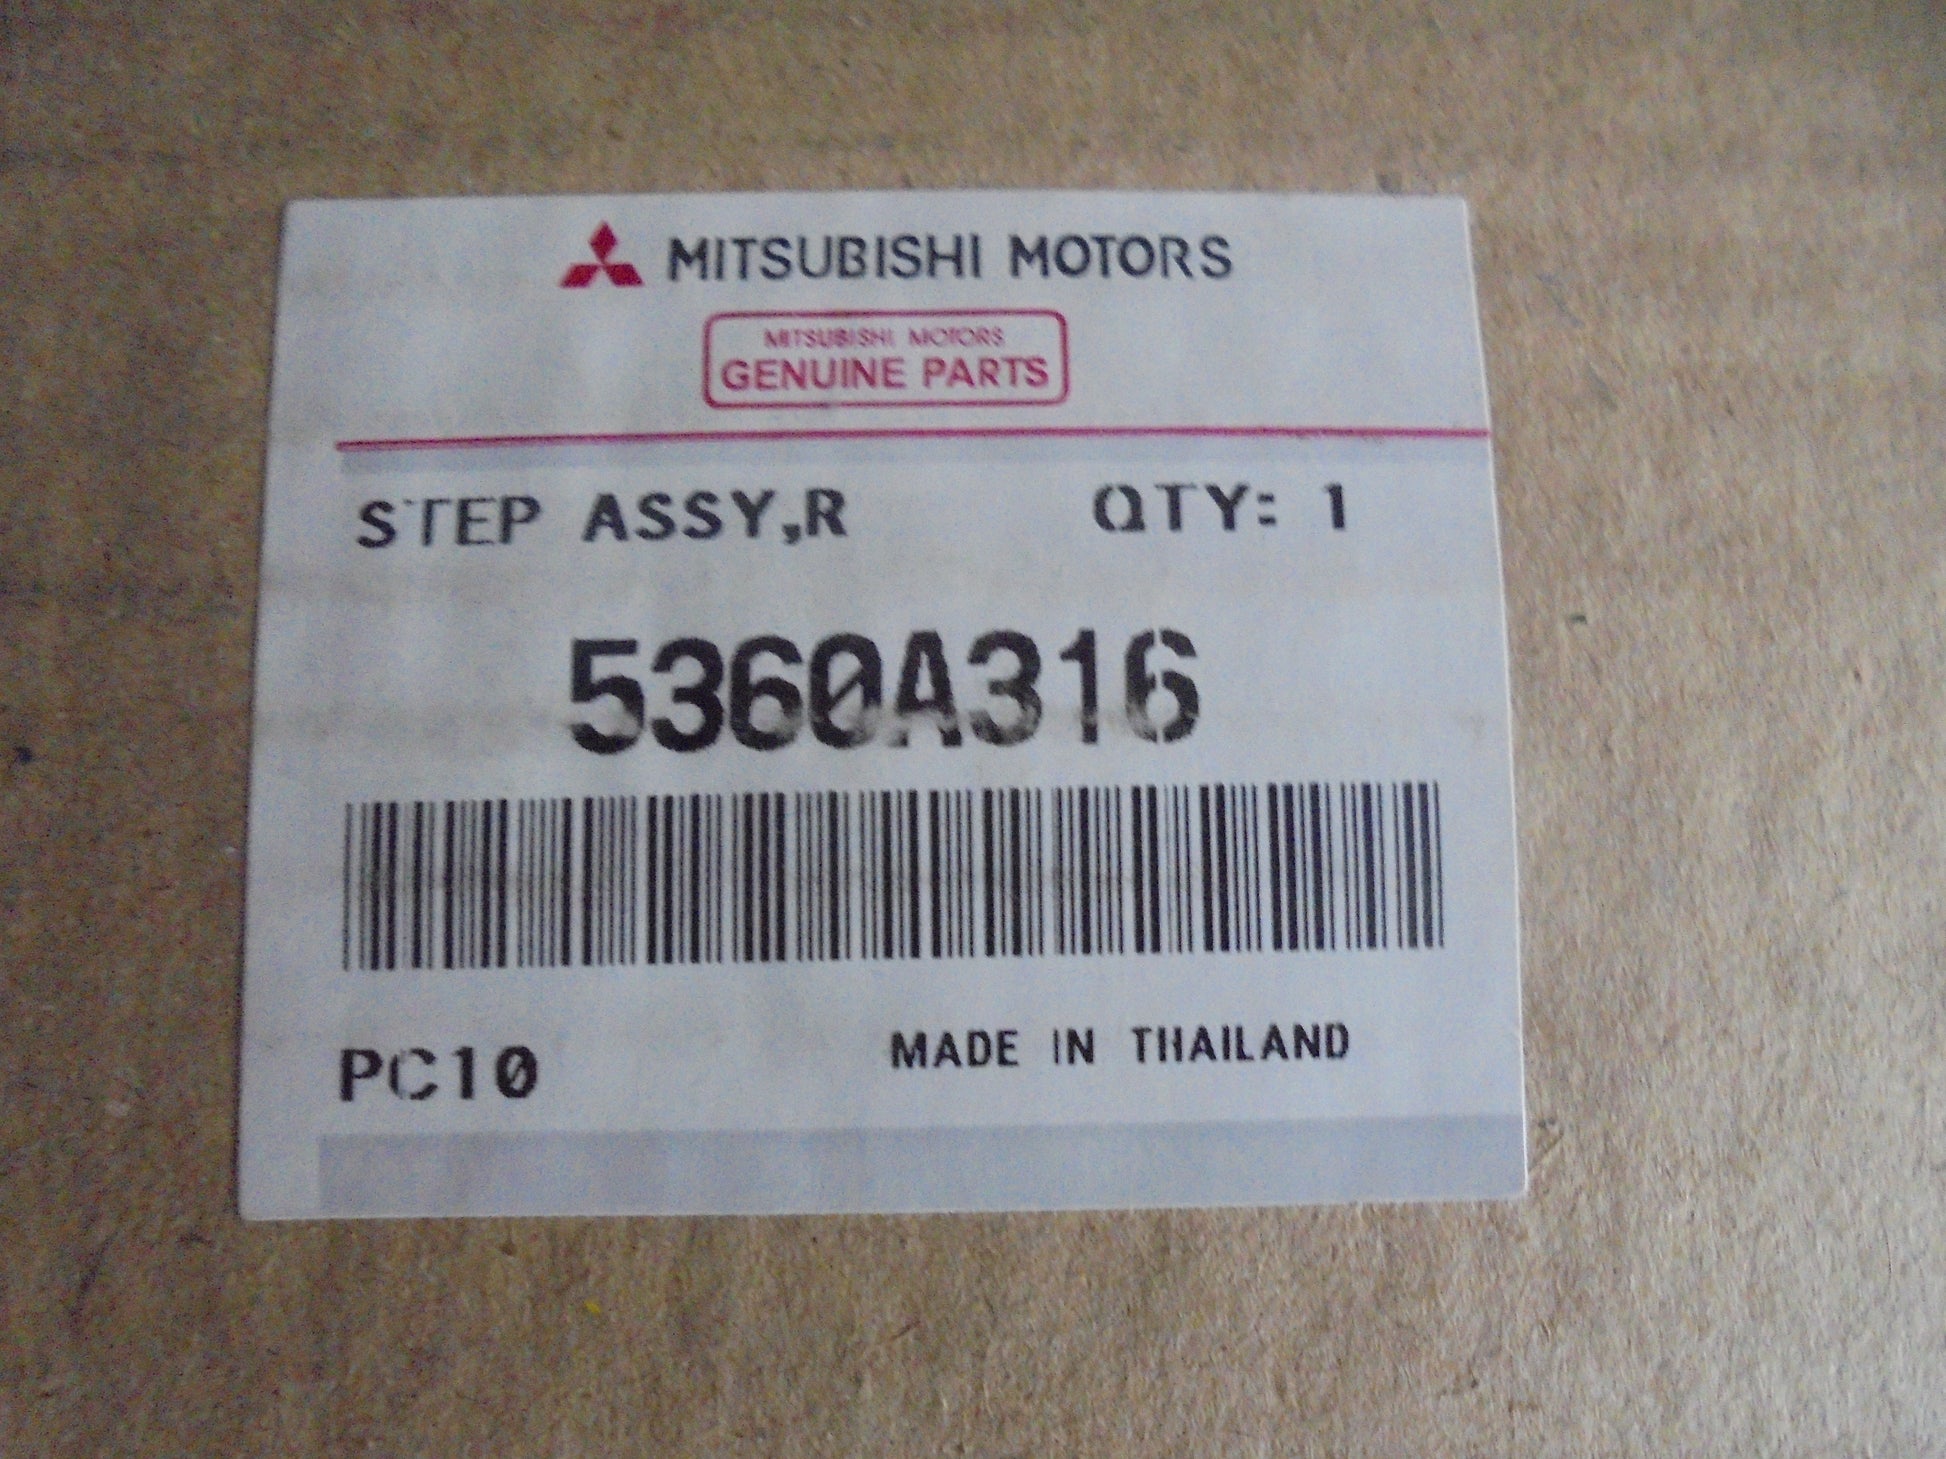 MITSUBISHI MOTORS
MITSUBISHI MOTORS
GENUINE PARTS
STEP ASSY,R QTY: 1
5360A316
PC10
MADE IN THAILAND